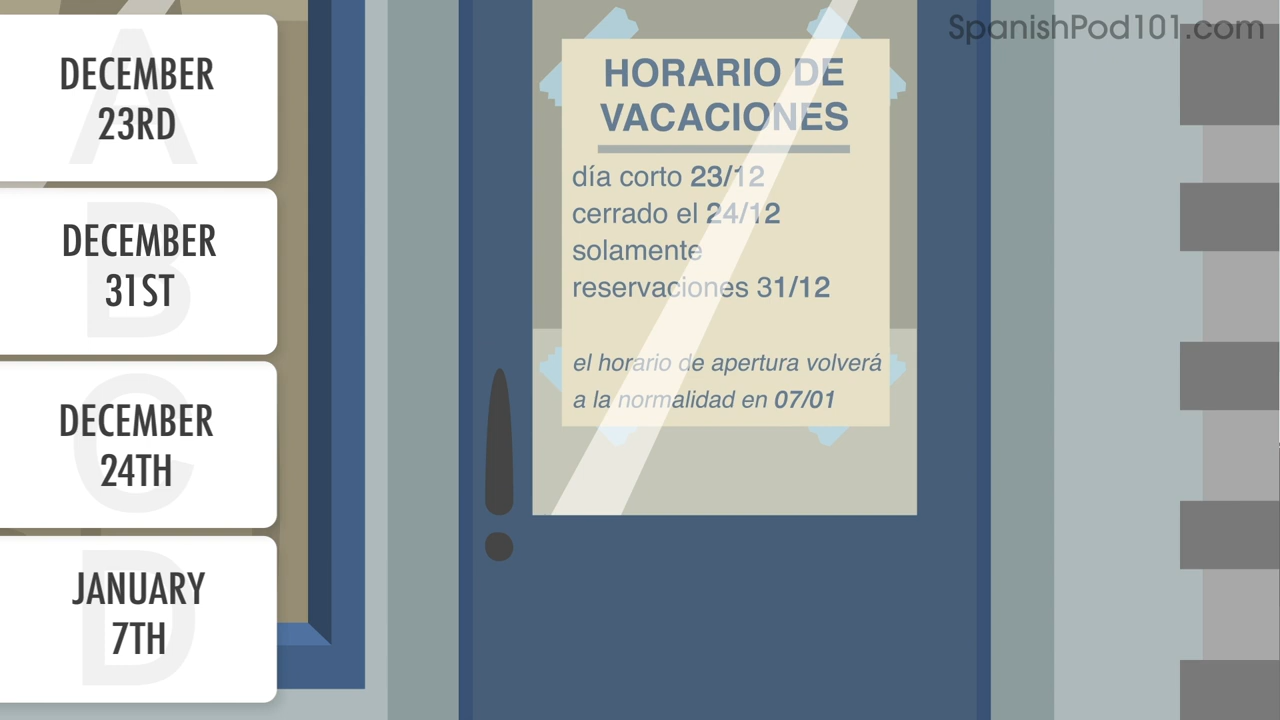 SpanishPod101.com
A
DECEMBER
23RD
B
DECEMBER
31ST
C
DECEMBER
24TH
D
JANUARY
7TH
HORARIO DE
VACACIONES
día corto 23/12
cerrado el 24/12
solamente
reservaciones 31/12
el horario de apertura volverá
a la normalidad en 07/01